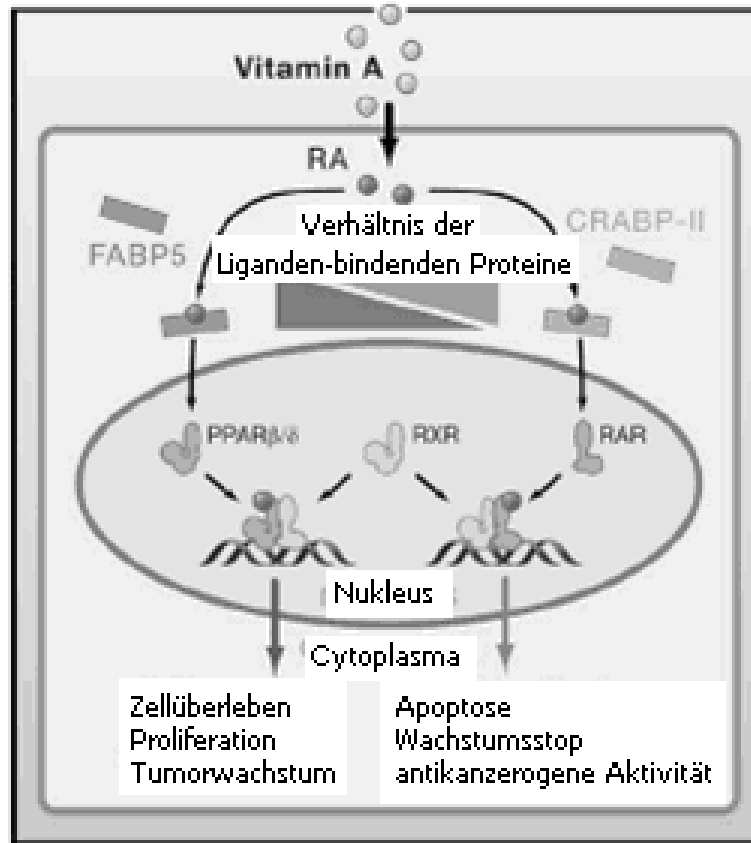 Vitamin A
RA
Verhältnis der
Liganden-bindenden Proteine
FABP5
CRABP-II
PPARβ/δ
RXR
RAR
Nukleus
Cytoplasma
Zellüberleben
Proliferation
Tumorwachstum
Apoptose
Wachstumsstop
antikanzerogene Aktivität